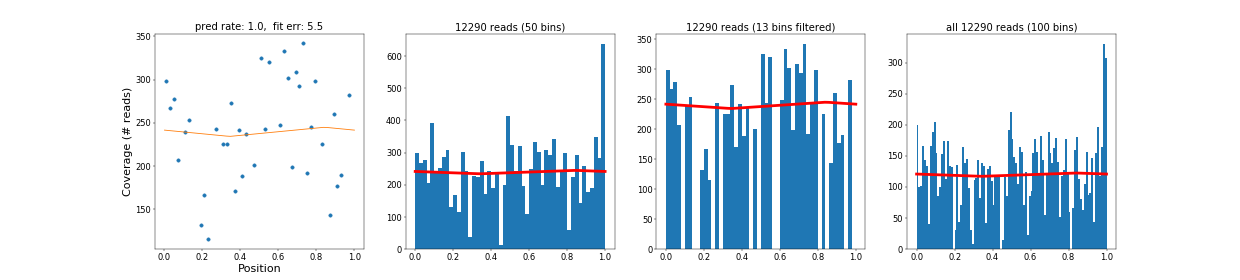 pred rate: 1.0,  fit err: 5.5
Coverage (# reads)
350
300
250
200
150
0.0 0.2 0.4 0.6 0.8 1.0
Position
12290 reads (50 bins)
600
500
400
300
200
100
0
0.0 0.2 0.4 0.6 0.8 1.0
12290 reads (13 bins filtered)
350
300
250
200
150
100
50
0
0.0 0.2 0.4 0.6 0.8 1.0
all 12290 reads (100 bins)
300
250
200
150
100
50
0
0.0 0.2 0.4 0.6 0.8 1.0